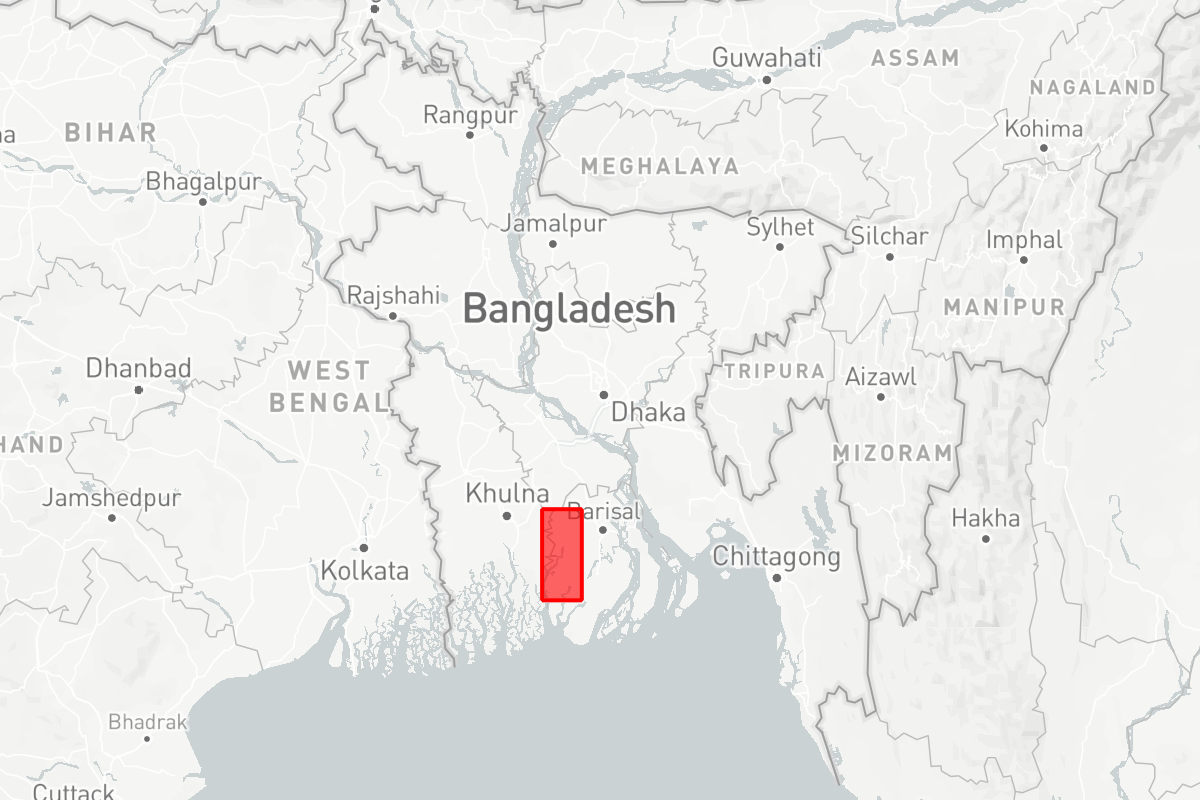 Guwahati
ASSAM
NAGALAND
Rangpur
BIHAR
Kohima
MEGHALAYA
Bhagalpur
Jamalpur
Sylhet
Silchar
Imphal
Rajshahi
Bangladesh
MANIPUR
Dhanbad
WEST
BENGAL
TRIPURA
Aizawl
Dhaka
HAND
MIZORAM
Jamshedpur
Khulna
Barisal
Hakha
Kolkata
Chittagong
Bhadrak
Cuttack